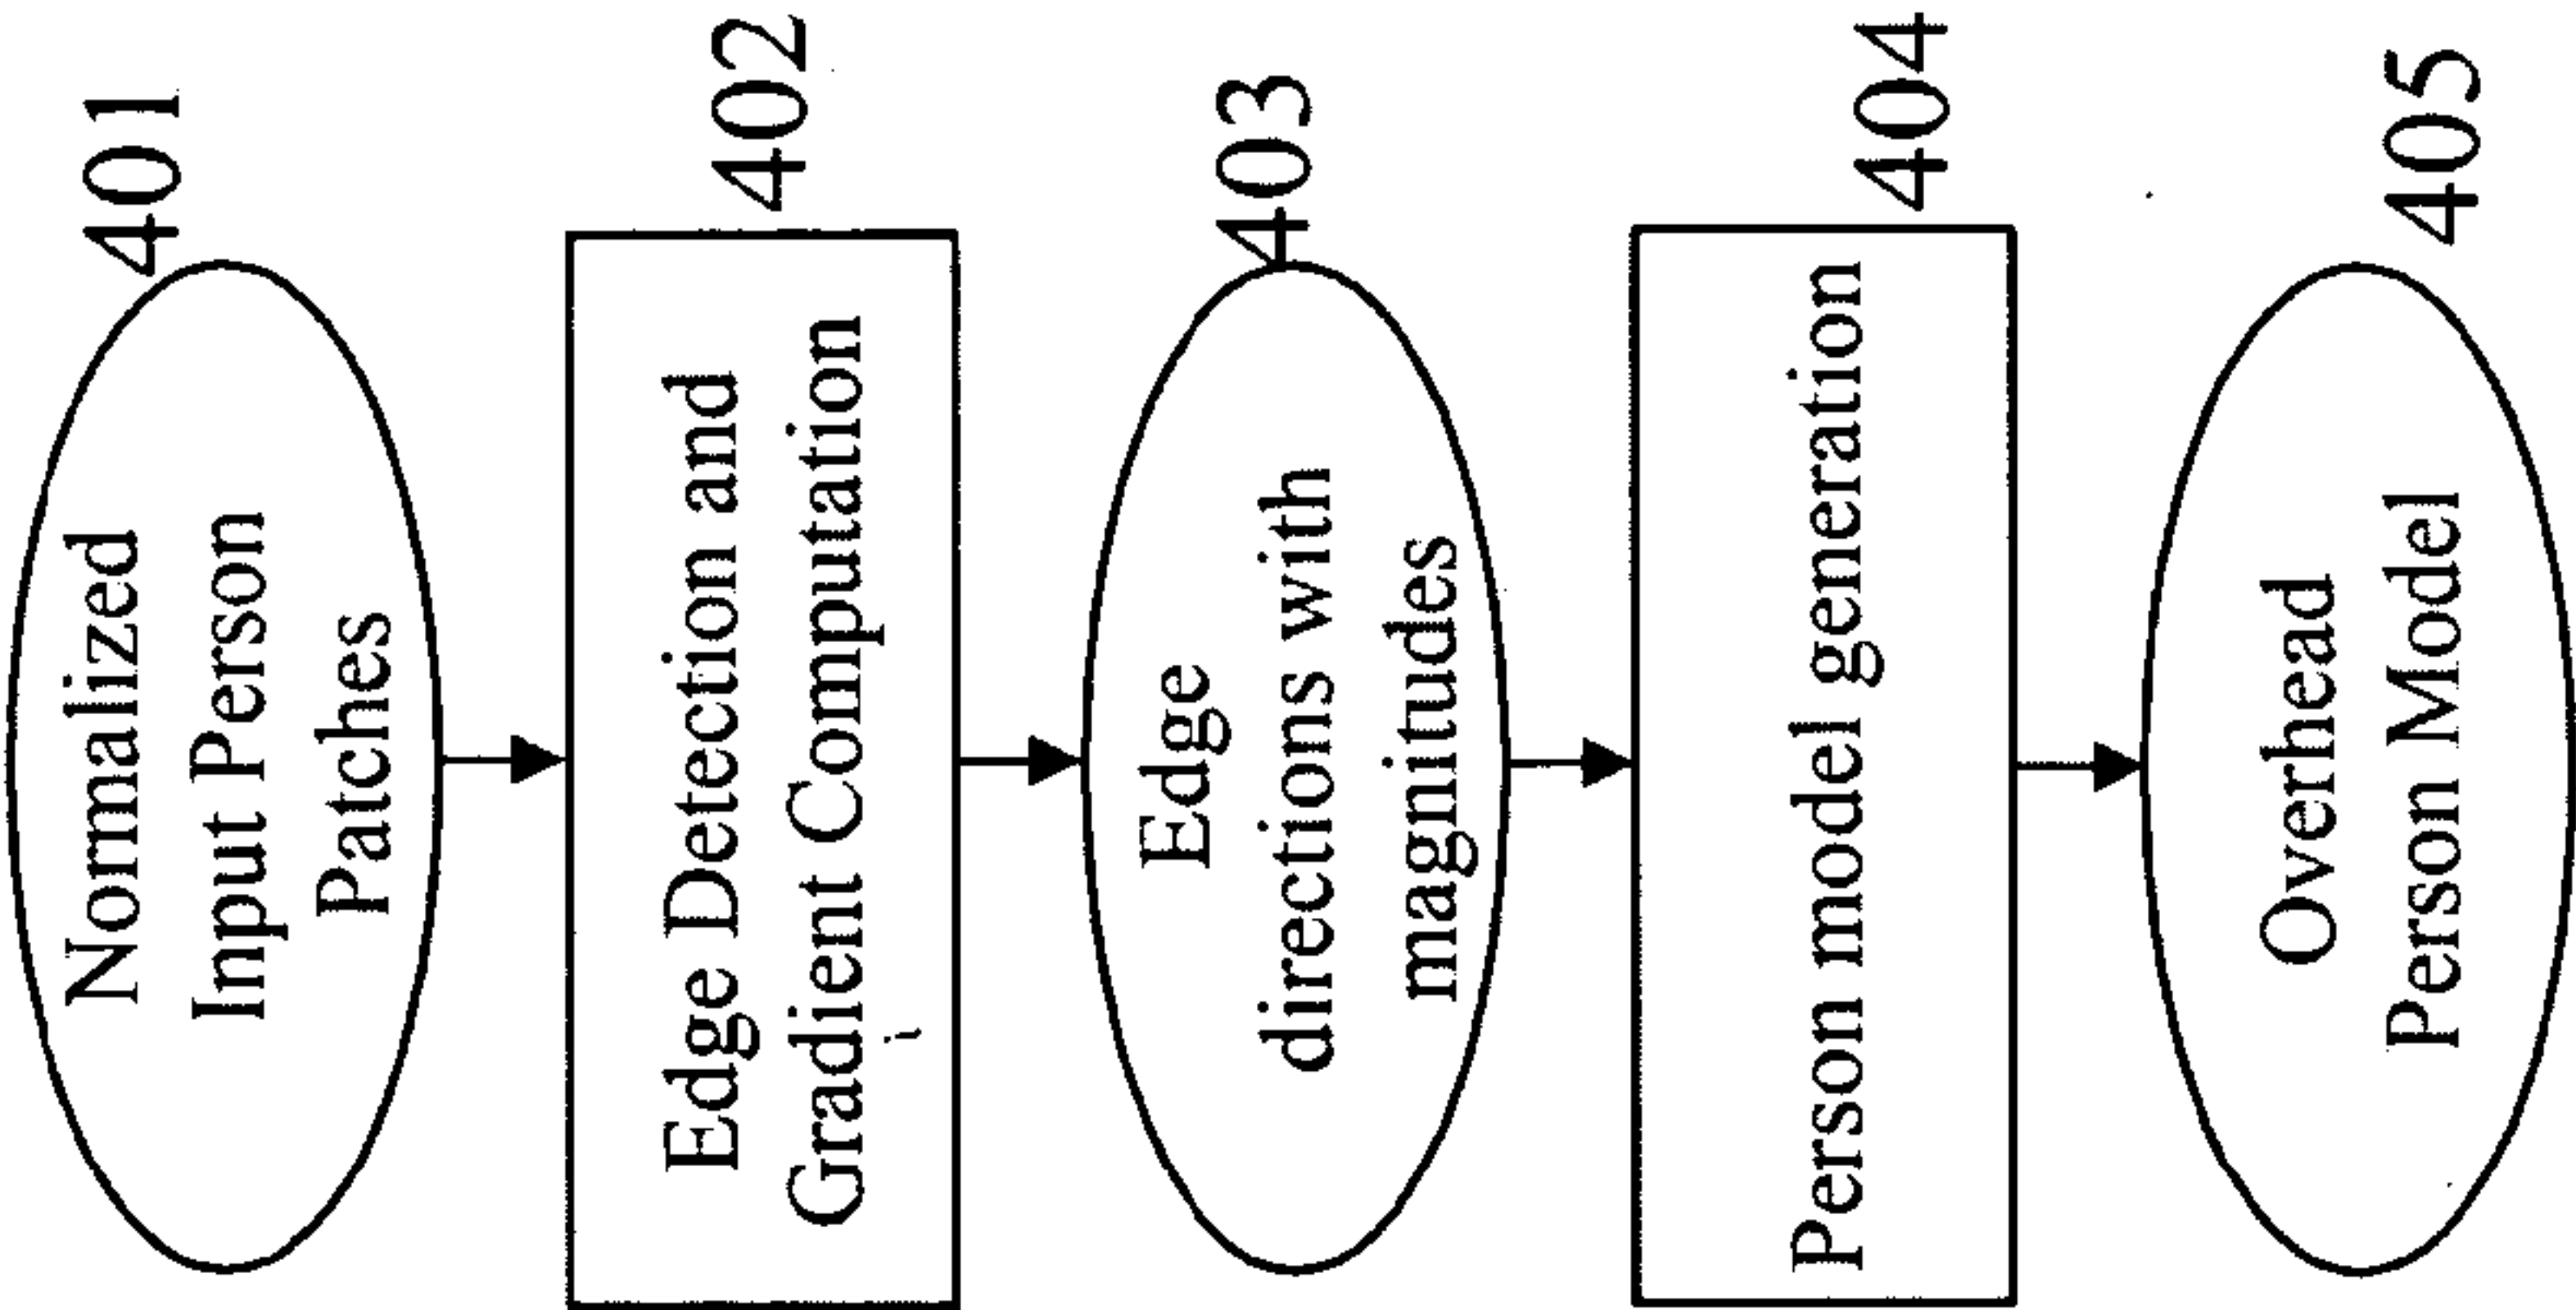 401
Normalized
Input Person
Patches
402
Edge Detection and
Gradient Computation
403
Edge
directions with
magnitudes
404
Person model generation
405
Overhead
Person Model